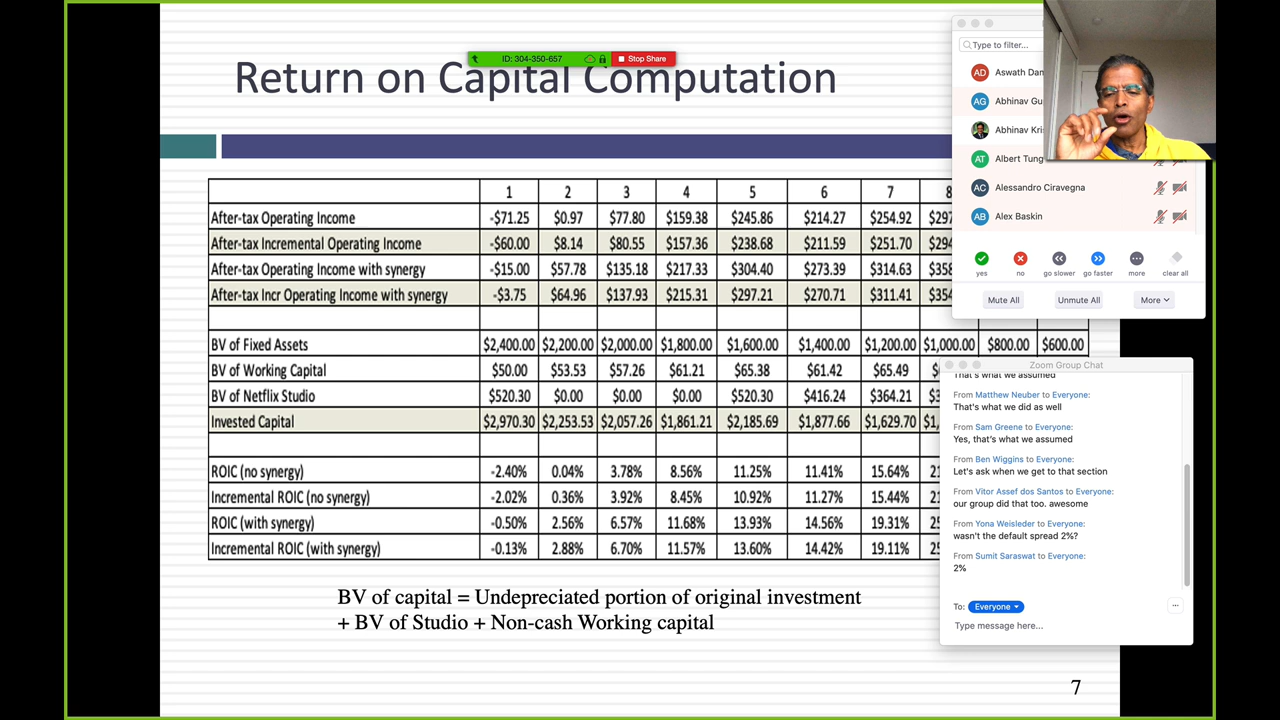 ID: 304-350-657
Stop Share
Return on Capital Computation
1 2 3 4 5 6 7 8
After-tax Operating Income -$71.25 $0.97 $77.80 $159.38 $245.86 $214.27 $254.92
After-tax Incremental Operating Income -$60.00 $8.14 $80.55 $157.36 $238.68 $211.59 $251.70
After-tax Operating Income with synergy -$15.00 $57.78 $135.18 $217.33 $304.40 $273.39 $314.63
After-tax Incr Operating Income with synergy -$3.75 $64.96 $137.93 $215.31 $297.21 $270.71 $311.41
BV of Fixed Assets $2,400.00 $2,200.00 $2,000.00 $1,800.00 $1,600.00 $1,400.00 $1,200.00 $1,000.00 $800.00 $600.00
BV of Working Capital $50.00 $53.53 $57.26 $61.21 $65.38 $61.42 $65.49
BV of Netflix Studio $520.30 $0.00 $0.00 $0.00 $520.30 $416.24 $364.21
Invested Capital $2,970.30 $2,253.53 $2,057.26 $1,861.21 $2,185.69 $1,877.66 $1,629.70
ROIC (no synergy) -2.40% 0.04% 3.78% 8.56% 11.25% 11.41% 15.64%
Incremental ROIC (no synergy) -2.02% 0.36% 3.92% 8.45% 10.92% 11.27% 15.44%
ROIC (with synergy) -0.50% 2.56% 6.57% 11.68% 13.93% 14.56% 19.31%
Incremental ROIC (with synergy) -0.13% 2.88% 6.70% 11.57% 13.60% 14.42% 19.11%
BV of capital = Undepreciated portion of original investment
+ BV of Studio + Non-cash Working capital
7
Type to filter...
AD Aswath
AG Abhinav
Abhinav
AT Albert Tung
AC Alessandro Ciravegna
AB Alex Baskin
yes no go slower go faster more clear all
Mute All Unmute All More
Zoom Group Chat
That's what we assumed
From Matthew Neuber to Everyone:
That's what we did as well
From Sam Greene to Everyone:
Yes, that's what we assumed
From Ben Wiggins to Everyone:
Let's ask when we get to that section
From Vitor Assef dos Santos to Everyone:
our group did that too. awesome
From Yona Weisleder to Everyone:
wasn't the default spread 2%?
From Sumit Saraswat to Everyone:
2%
To: Everyone
Type message here...